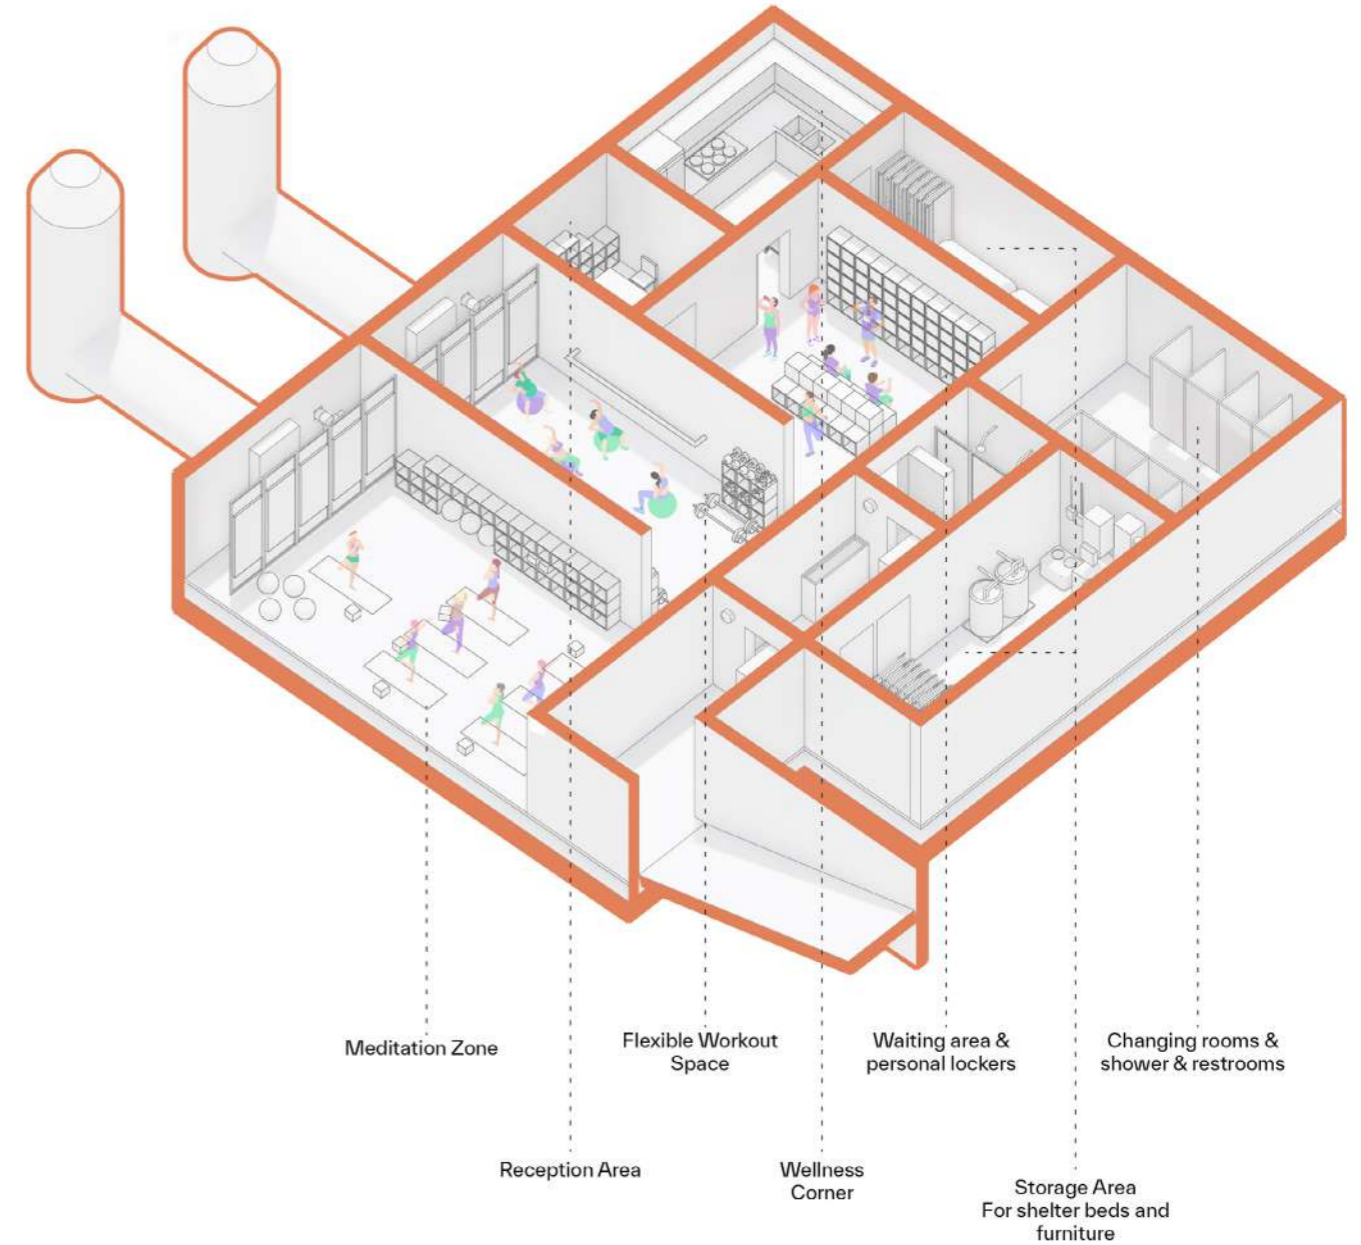 Meditation Zone
Flexible Workout
Space
Waiting area &
personal lockers
Changing rooms &
shower & restrooms
Reception Area
Wellness
Corner
Storage Area
For shelter beds and
furniture